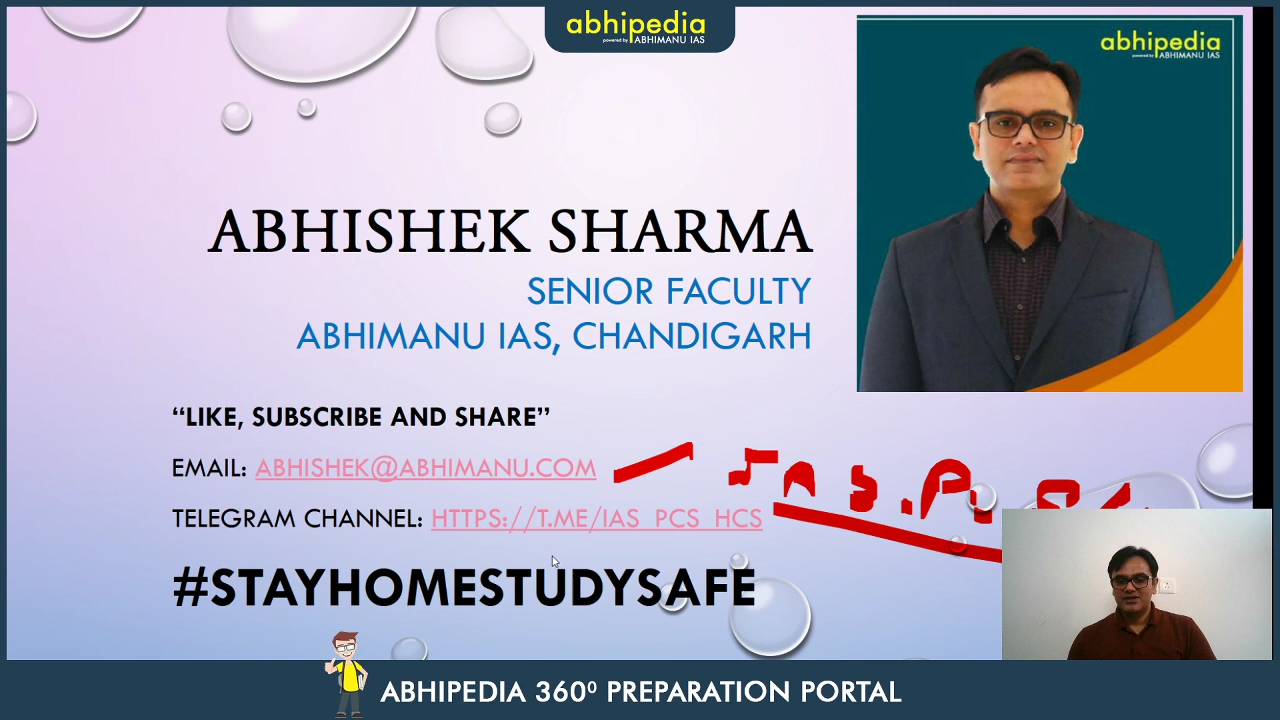 abhipedia
powered by ABHIMANU IAS
abhipedia
powered by ABHIMANU IAS
ABHISHEK SHARMA
SENIOR FACULTY
ABHIMANU IAS, CHANDIGARH
“LIKE, SUBSCRIBE AND SHARE”
EMAIL: ABHISHEK@ABHIMANU.COM
TELEGRAM CHANNEL: HTTPS://T.ME/IAS_PCS_HCS
#STAYHOMESTUDYSAFE
ABHIPEDIA 360⁰ PREPARATION PORTAL